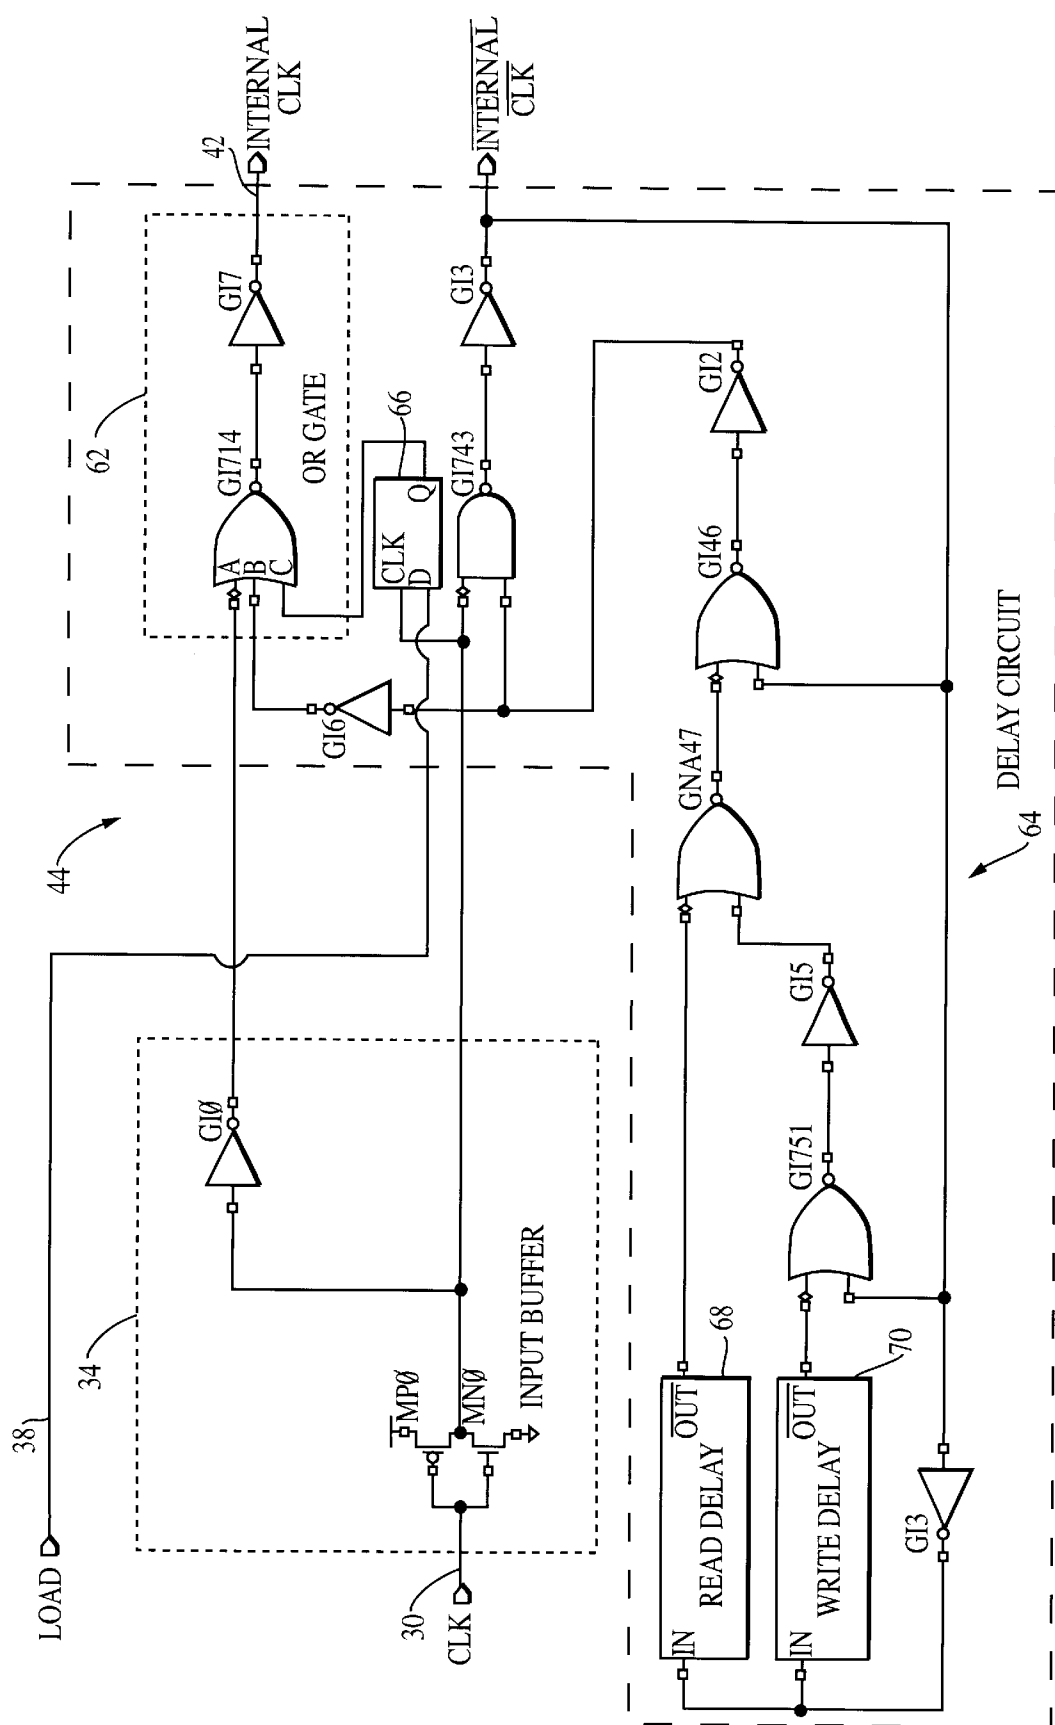 LOAD
38
34
CLK
30
MPØ
MNØ
INPUT BUFFER
GIØ
44
62
A
B
C
GI714
GI7
OR GATE
42
INTERNAL
CLK
GI6
CLK
D
Q
66
GI743
GI3
INTERNAL
CLK
READ DELAY
IN
OUT
68
WRITE DELAY
IN
OUT
70
GI751
GI5
GNA47
GI46
GI2
GI3
DELAY CIRCUIT
64